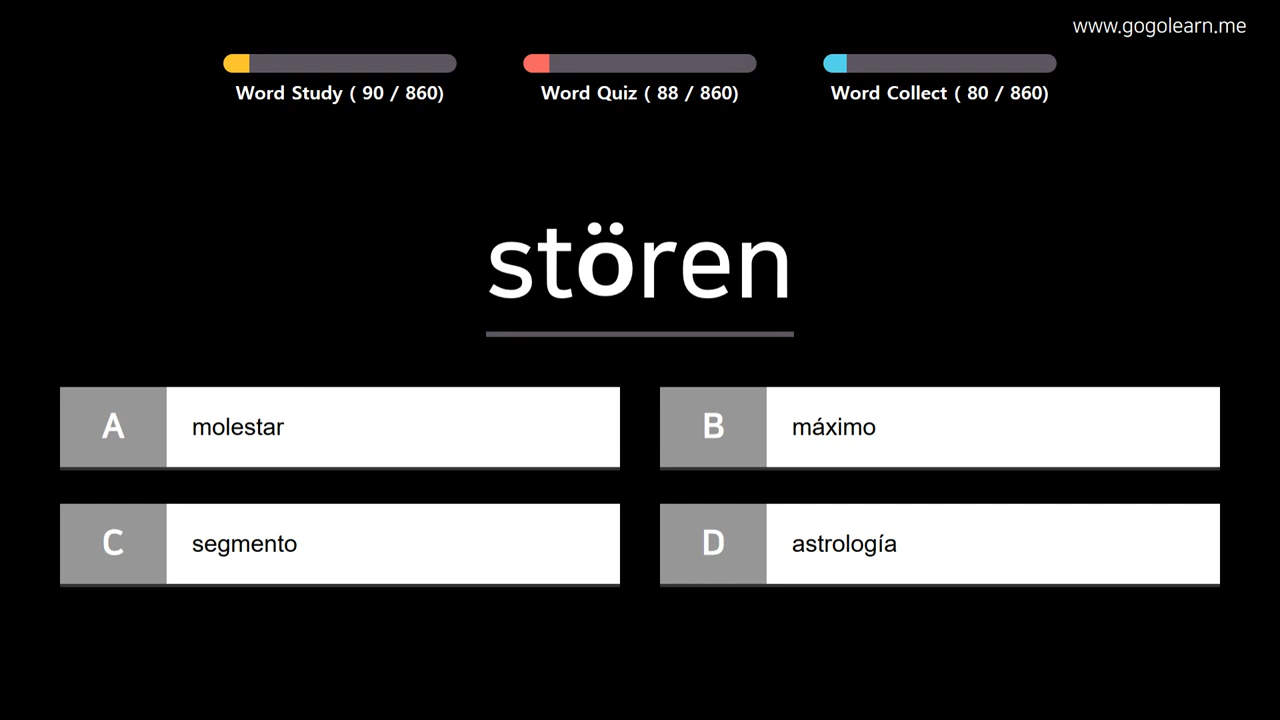 www.gogolearn.me
Word Study ( 90 / 860)
Word Quiz ( 88 / 860)
Word Collect ( 80 / 860)
stören
A molestar
B máximo
C segmento
D astrología